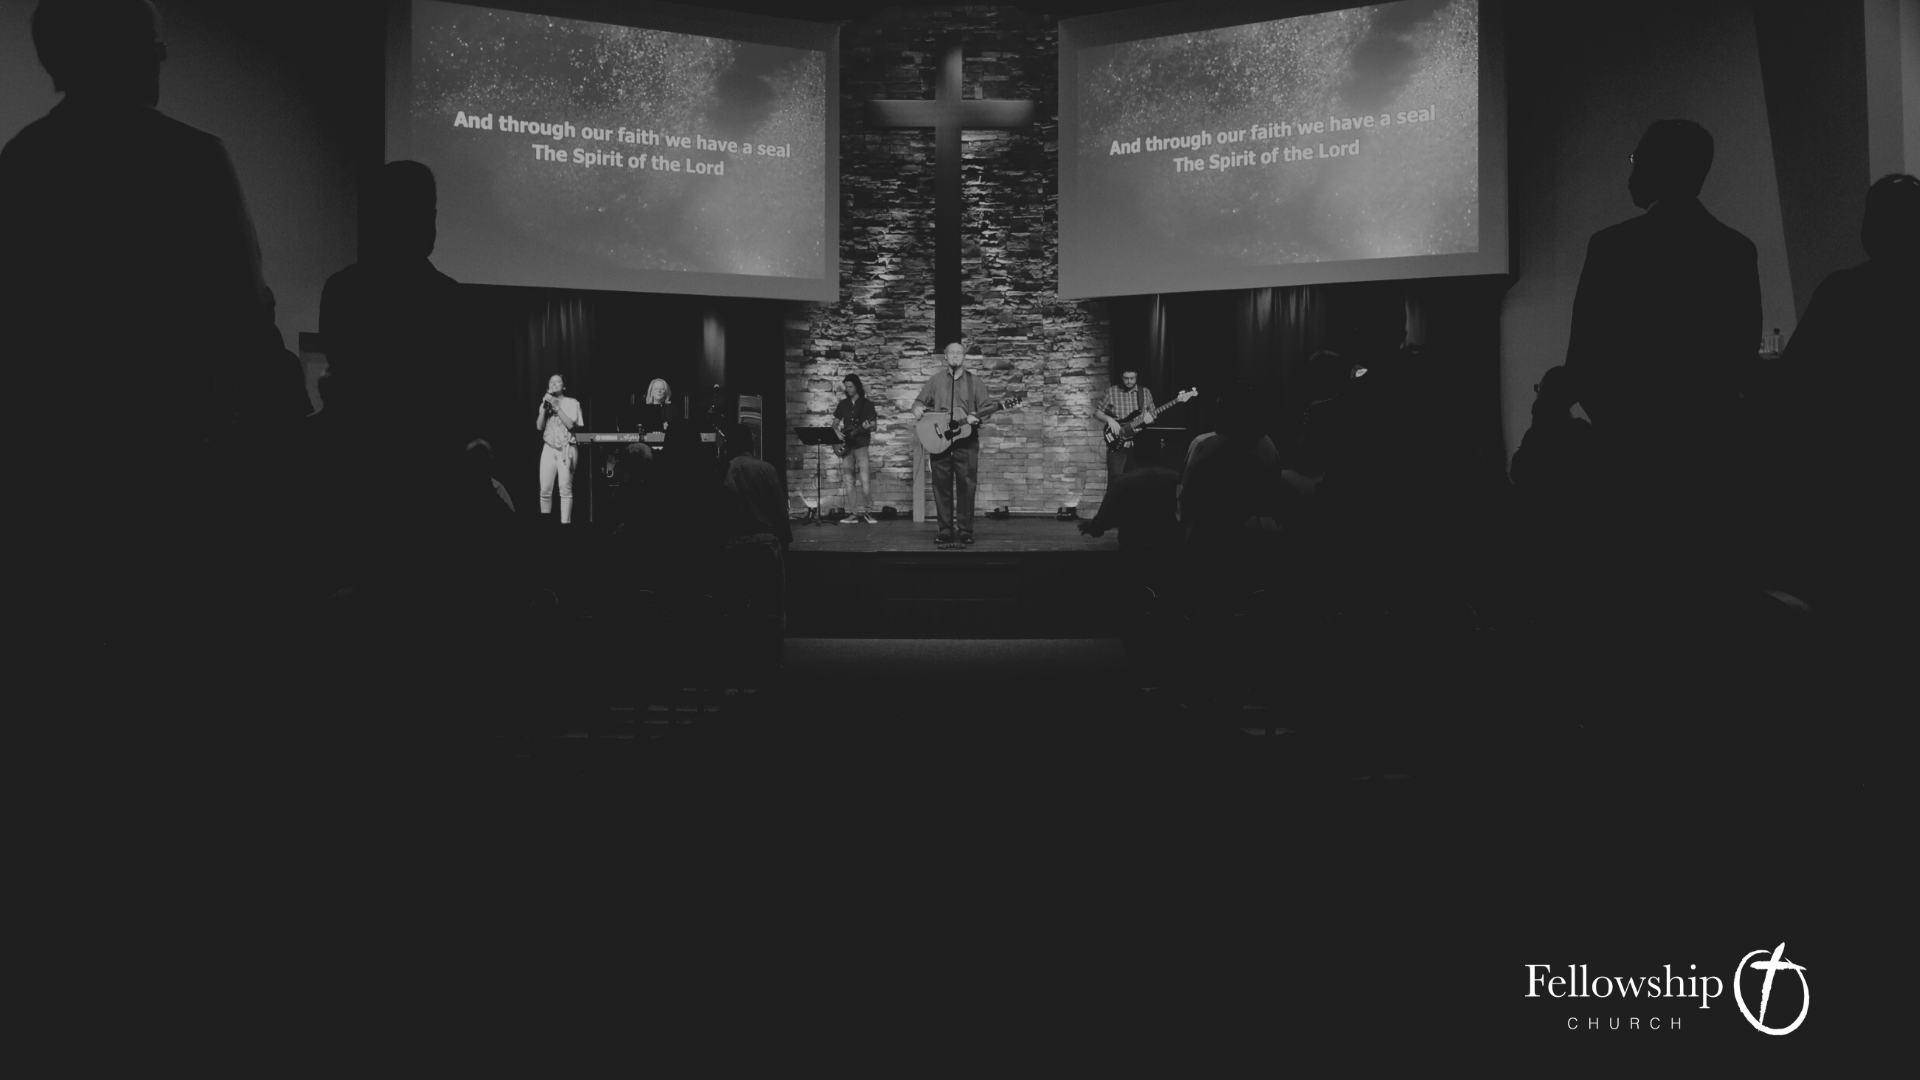 And through our faith we have a seal
The Spirit of the Lord
And through our faith we have a seal
The Spirit of the Lord
Fellowship
CHURCH